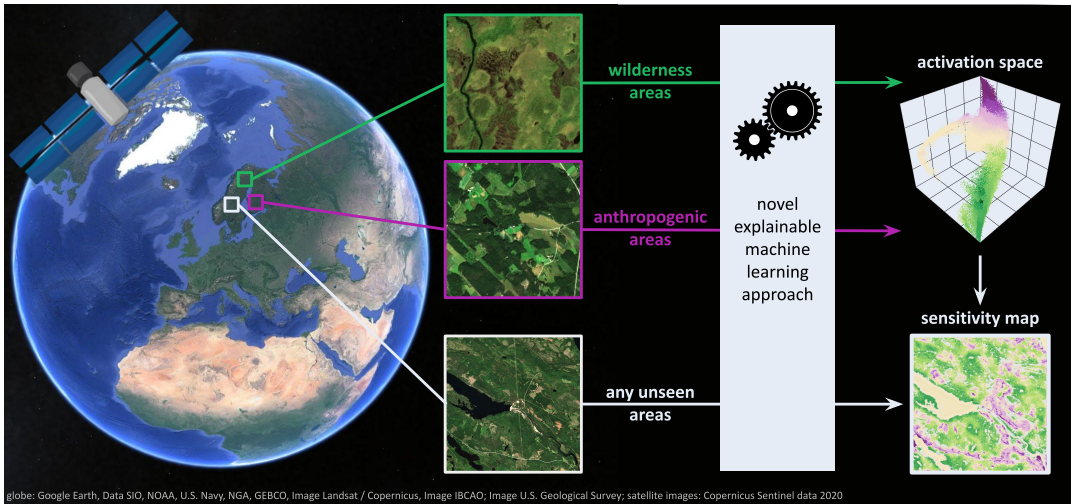 wilderness
areas
anthropogenic
areas
any unseen
areas
novel
explainable
machine
learning
approach
activation space
sensitivity map
globe: Google Earth, Data SIO, NOAA, U.S. Navy, NGA, GEBCO, Image Landsat / Copernicus, Image IBCAO; Image U.S. Geological Survey; satellite images: Copernicus Sentinel data 2020